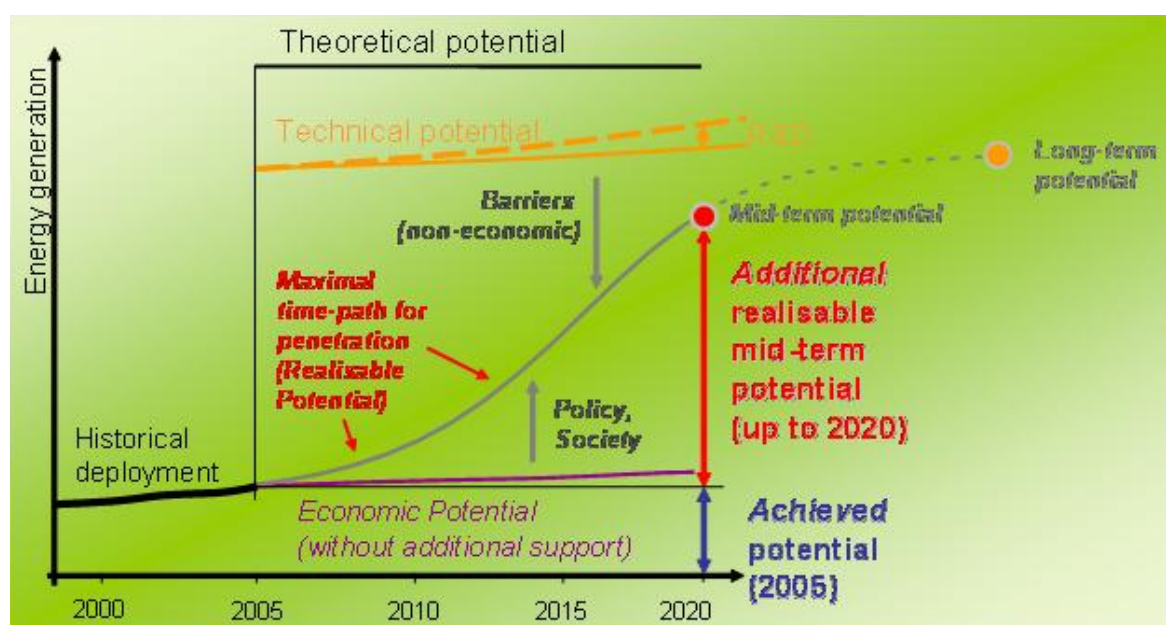 Theoretical potential
Energy generation
Technical potential
(R&D)
Long-term
potential
Barriers
(non-economic)
Mid-term potential
Maximal
time-path for
penetration
(Realisable
Potential)
Additional
realisable
mid-term
potential
(up to 2020)
Policy,
Society
Historical
deployment
Economic Potential
(without additional support)
Achieved
potential
(2005)
2000
2005
2010
2015
2020